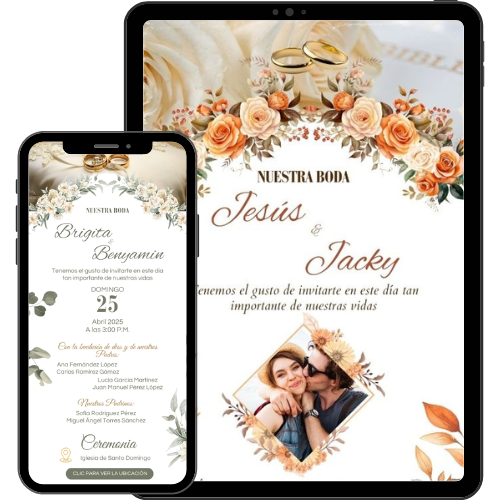 NUESTRA BODA
Jesús
&
Jacky
Tenemos el gusto de invitarte en este día tan
importante de nuestras vidas
NUESTRA BODA
Brigita
&
Benyamin
Tenemos el gusto de invitarte en este día
tan importante de nuestras vidas
DOMINGO
25
Abril 2025
A las 3:00 P.M.
Con la bendición de dios y de nuestros
Padres:
Ana Fernández López
Carlos Ramírez Gómez
Lucía García Martínez
Juan Manuel Pérez López
Nuestros Padrinos:
Sofía Rodríguez Pérez
Miguel Ángel Torres Sánchez
Ceremonia
Iglesia de Santo Domingo
CLIC PARA VER LA UBICACIÓN